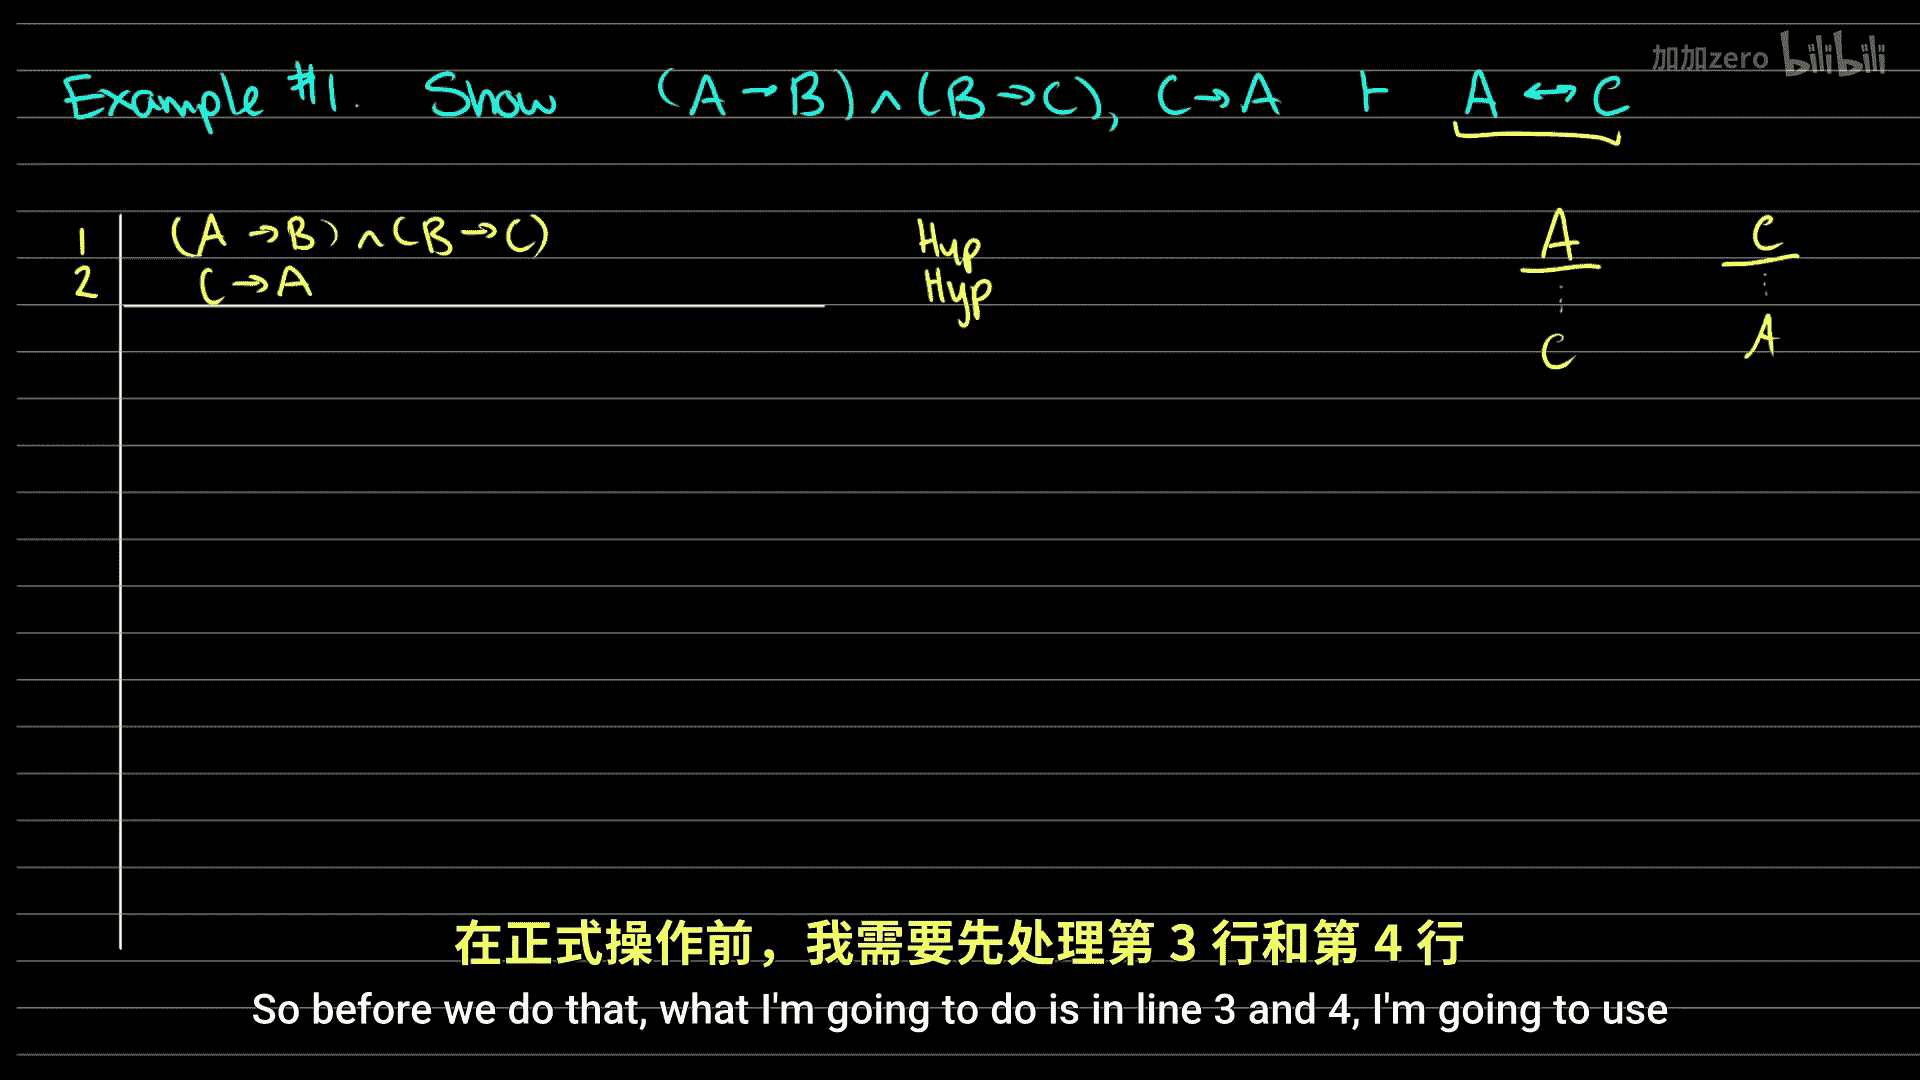 加加zero bilibili
Example #1. Show (A → B) ∧ (B → C), C → A ⊢ A ↔ C
1 (A → B) ∧ (B → C) Hyp A C
2 C → A Hyp
⋮ ⋮
C A
在正式操作前，我需要先处理第 3 行和第 4 行
So before we do that, what I'm going to do is in line 3 and 4, I'm going to use